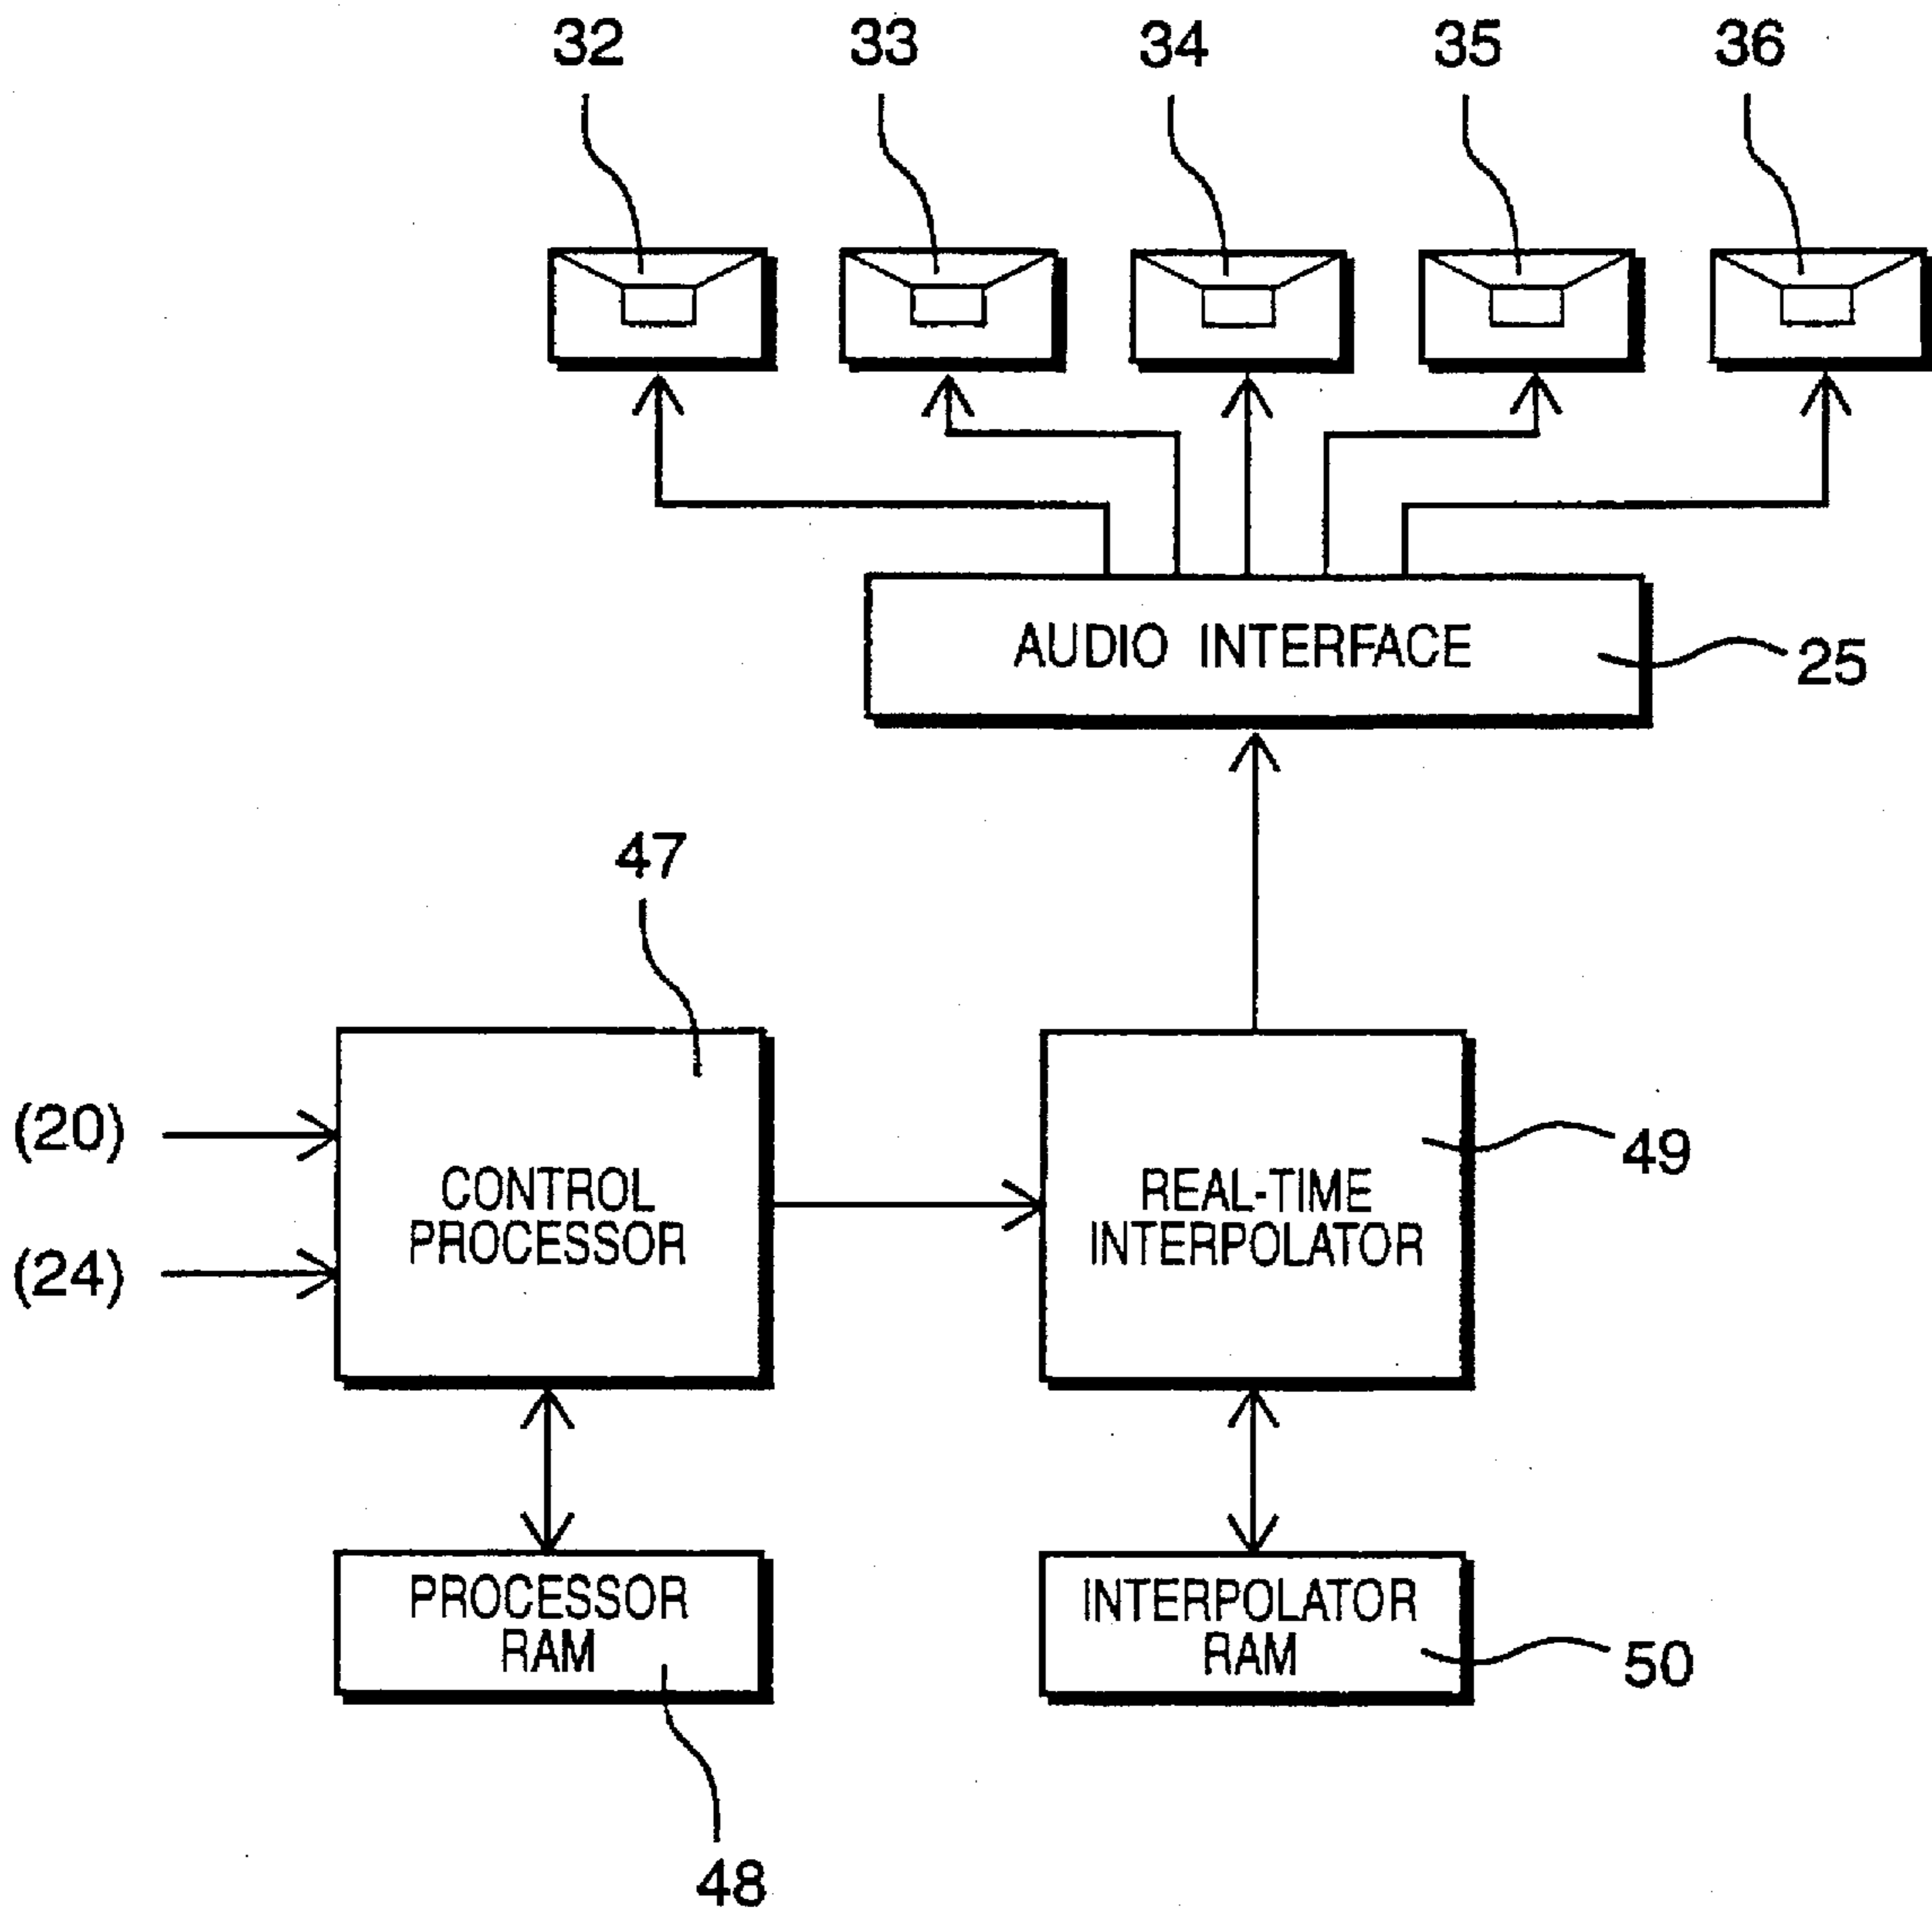 32 33 34 35 36
AUDIO INTERFACE
25
47
(20)
(24)
CONTROL
PROCESSOR
REAL-TIME
INTERPOLATOR
49
PROCESSOR
RAM
INTERPOLATOR
RAM
50
48